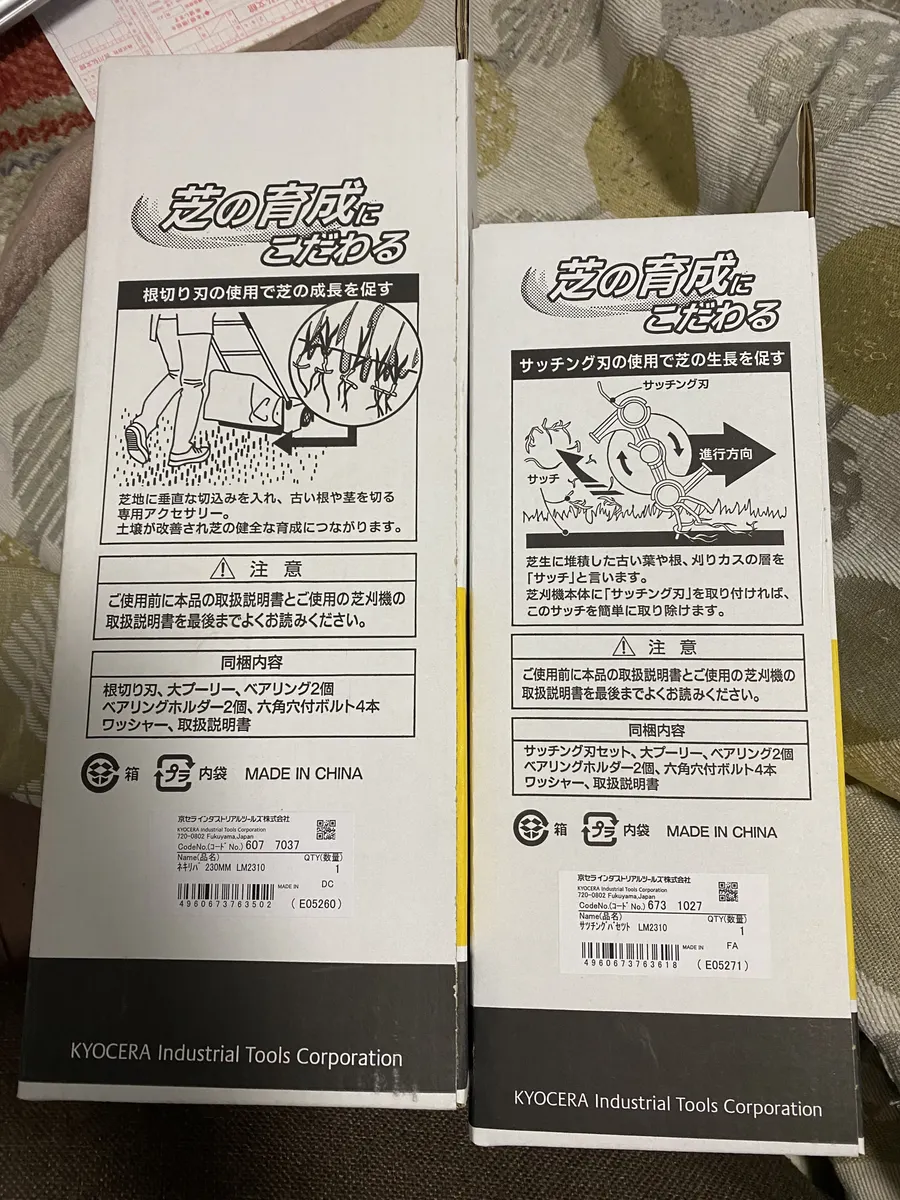 芝の育成に
こだわる
根切り刃の使用で芝の成長を促す
芝地に垂直な切込みを入れ、古い根や茎を切る
専用アクセサリー。
土壌が改善され芝の健全な育成につながります。
注 意
ご使用前に本品の取扱説明書とご使用の芝刈機の
取扱説明書を最後までよくお読みください。
同梱内容
根切り刃、大プーリー、ベアリング2個
ベアリングホルダー2個、六角穴付ボルト4本
ワッシャー、取扱説明書
箱 プラ 内袋 MADE IN CHINA
京セラインダストリアルツールズ株式会社
KYOCERA Industrial Tools Corporation
720-0802 Fukuyama,Japan
CodeNo.(コードNo.) 607 7037
Name(品名) QTY(数量)
ネキリバ 230MM LM2310 1
MADE IN DC
4960673763502 (E05260)
KYOCERA Industrial Tools Corporation
芝の育成に
こだわる
サッチング刃の使用で芝の生長を促す
サッチング刃
進行方向
サッチ
芝生に堆積した古い葉や根、刈りカスの層を
「サッチ」と言います。
芝刈機本体に「サッチング刃」を取り付ければ、
このサッチを簡単に取り除けます。
注 意
ご使用前に本品の取扱説明書とご使用の芝刈機の
取扱説明書を最後までよくお読みください。
同梱内容
サッチング刃セット、大プーリー、ベアリング2個
ベアリングホルダー2個、六角穴付ボルト4本
ワッシャー、取扱説明書
箱 プラ 内袋 MADE IN CHINA
京セラインダストリアルツールズ株式会社
KYOCERA Industrial Tools Corporation
720-0802 Fukuyama,Japan
CodeNo.(コードNo.) 673 1027
Name(品名) QTY(数量)
サツチングバセツト LM2310 1
MADE IN FA
4960673763618 (E05271)
KYOCERA Industrial Tools Corporation